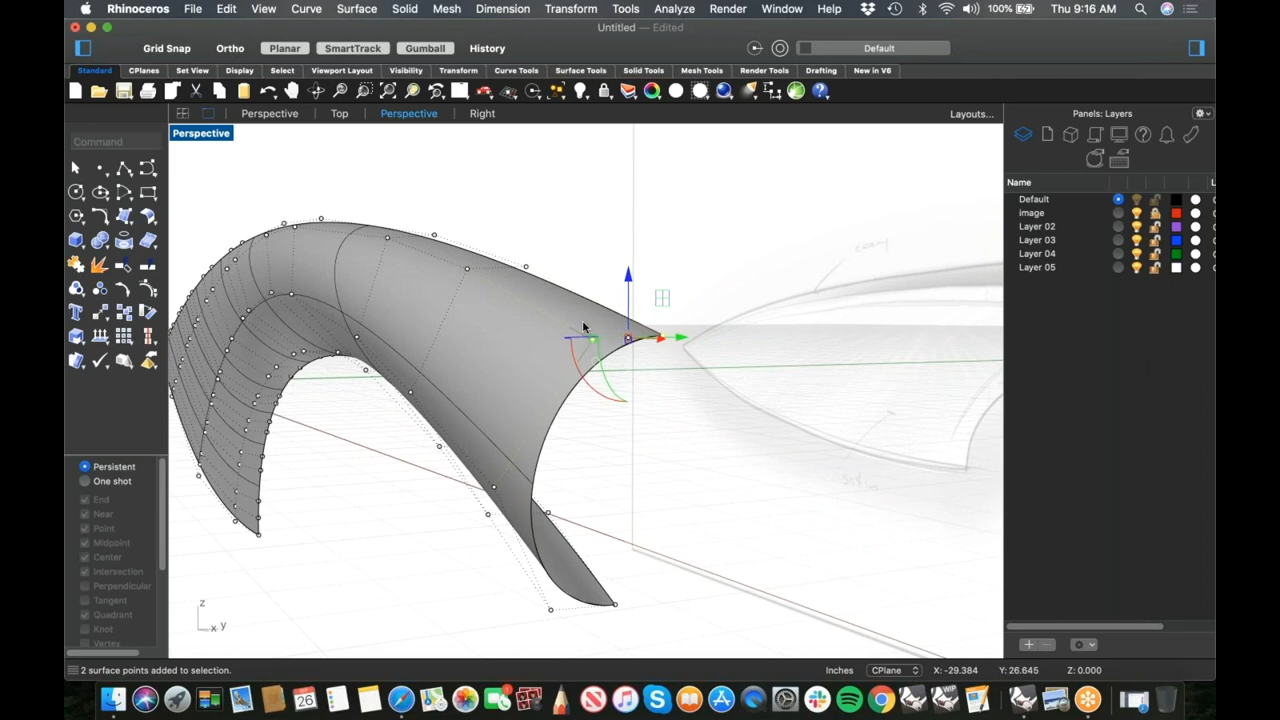 Rhinoceros File Edit View Curve Surface Solid Mesh Dimension Transform Tools Analyze Render Window Help 100% Thu 9:16 AM
Untitled — Edited
Grid Snap Ortho Planar SmartTrack Gumball History Default
Standard CPlanes Set View Display Select Viewport Layout Visibility Transform Curve Tools Surface Tools Solid Tools Mesh Tools Render Tools Drafting New in V6
Perspective Top Perspective Right Layouts...
Panels: Layers
Perspective
Command
Name L
Default
image
Layer 02
Layer 03
Layer 04
Layer 05
Persistent
One shot
End
Near
Point
Midpoint
Center
Intersection
Perpendicular
Tangent
Quadrant
Knot
Vertex
z
x y
2 surface points added to selection. Inches CPlane X: -29.384 Y: 26.645 Z: 0.000
26
1
WIP